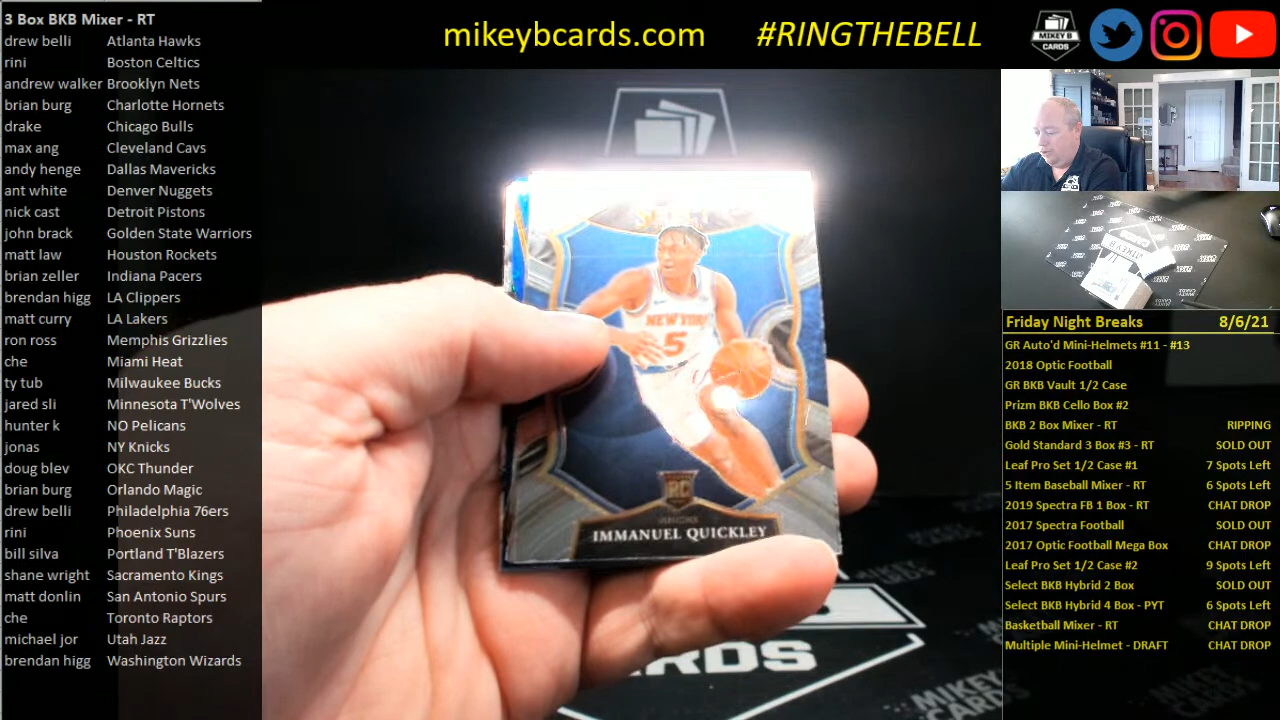 3 Box BKB Mixer - RT
drew belli Atlanta Hawks
rini Boston Celtics
andrew walker Brooklyn Nets
brian burg Charlotte Hornets
drake Chicago Bulls
max ang Cleveland Cavs
andy henge Dallas Mavericks
ant white Denver Nuggets
nick cast Detroit Pistons
john brack Golden State Warriors
matt law Houston Rockets
brian zeller Indiana Pacers
brendan higg LA Clippers
matt curry LA Lakers
ron ross Memphis Grizzlies
che Miami Heat
ty tub Milwaukee Bucks
jared sli Minnesota T'Wolves
hunter k NO Pelicans
jonas NY Knicks
doug blev OKC Thunder
brian burg Orlando Magic
drew belli Philadelphia 76ers
rini Phoenix Suns
bill silva Portland T'Blazers
shane wright Sacramento Kings
matt donlin San Antonio Spurs
che Toronto Raptors
michael jor Utah Jazz
brendan higg Washington Wizards
mikeybcards.com #RINGTHEBELL
MIKEY B
CARDS
NEW YORK
5
RC
IMMANUEL QUICKLEY
CARDS
MIKEY
CARDS
MIKEY B
Friday Night Breaks 8/6/21
GR Auto'd Mini-Helmets #11 - #13
2018 Optic Football
GR BKB Vault 1/2 Case
Prizm BKB Cello Box #2
BKB 2 Box Mixer - RT RIPPING
Gold Standard 3 Box #3 - RT SOLD OUT
Leaf Pro Set 1/2 Case #1 7 Spots Left
5 Item Baseball Mixer - RT 6 Spots Left
2019 Spectra FB 1 Box - RT CHAT DROP
2017 Spectra Football SOLD OUT
2017 Optic Football Mega Box CHAT DROP
Leaf Pro Set 1/2 Case #2 9 Spots Left
Select BKB Hybrid 2 Box SOLD OUT
Select BKB Hybrid 4 Box - PYT 6 Spots Left
Basketball Mixer - RT CHAT DROP
Multiple Mini-Helmet - DRAFT CHAT DROP